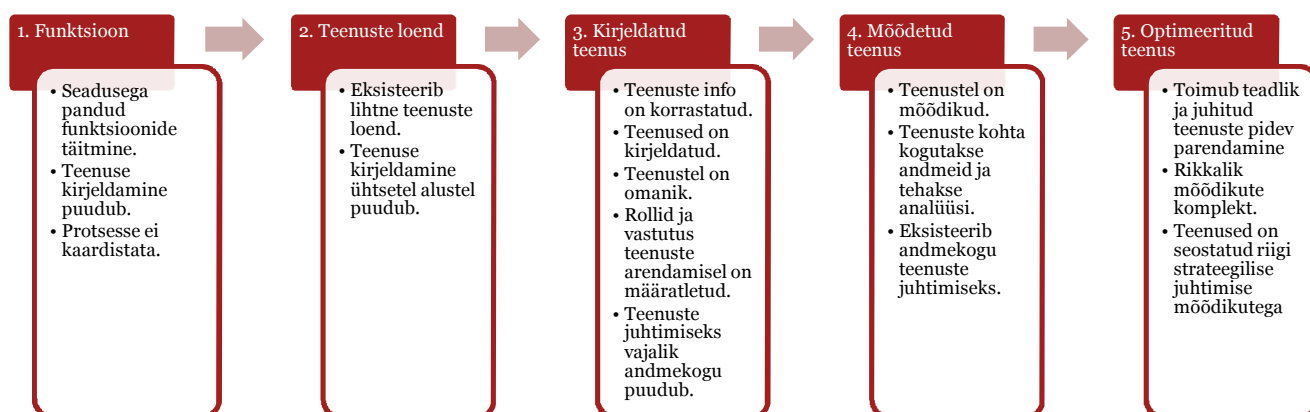 1. Funktsioon
• Seadusega
pandud
funktsioonide
täitmine.
• Teenuse
kirjeldamine
puudub.
• Protsesse ei
kaardistata.
2. Teenuste loend
• Eksisteerib
lihtne teenuste
loend.
• Teenuse
kirjeldamine
ühtsetel alustel
puudub.
3. Kirjeldatud
teenus
• Teenuste info
on korrastatud.
• Teenused on
kirjeldatud.
• Teenustel on
omanik.
• Rollid ja
vastutus
teenuste
arendamisel on
määratletud.
• Teenuste
juhtimiseks
vajalik
andmekogu
puudub.
4. Mõõdetud
teenus
• Teenustel on
mõõdikud.
• Teenuste kohta
kogutakse
andmeid ja
tehakse
analüüsi.
• Eksisteerib
andmekogu
teenuste
juhtimiseks.
5. Optimeeritud
teenus
• Toimub teadlik
ja juhitud
teenuste pidev
parendamine
• Rikkalik
mõõdikute
komplekt.
• Teenused on
seostatud riigi
strateegilise
juhtimise
mõõdikutega